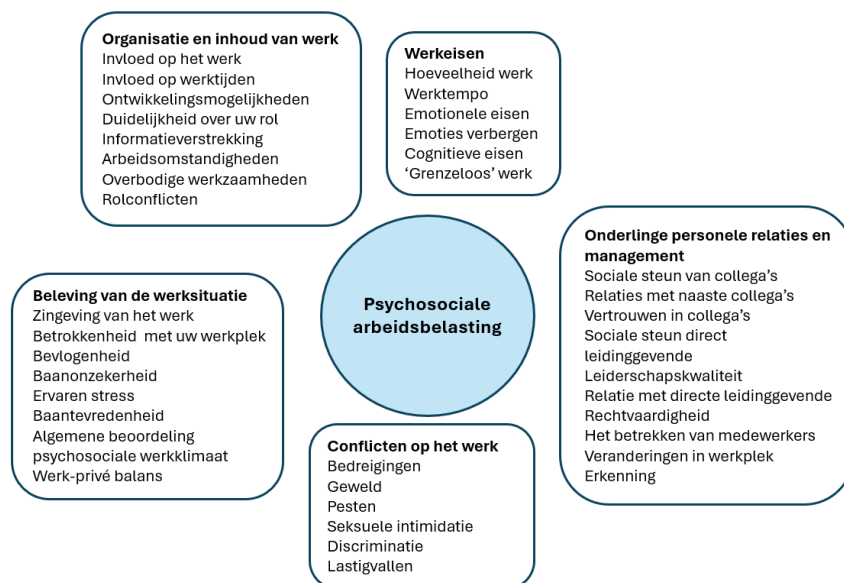 Organisatie en inhoud van werk
Invloed op het werk
Invloed op werktijden
Ontwikkelingsmogelijkheden
Duidelijkheid over uw rol
Informatieverstrekking
Arbeidsomstandigheden
Overbodige werkzaamheden
Rolconflicten
Werkeisen
Hoeveelheid werk
Werktempo
Emotionele eisen
Emoties verbergen
Cognitieve eisen
‘Grenzeloos’ werk
Onderlinge personele relaties en
management
Sociale steun van collega’s
Relaties met naaste collega’s
Vertrouwen in collega’s
Sociale steun direct
leidinggevende
Leiderschapskwaliteit
Relatie met directe leidinggevende
Rechtvaardigheid
Het betrekken van medewerkers
Veranderingen in werkplek
Erkenning
Psychosociale
arbeidsbelasting
Beleving van de werksituatie
Zingeving van het werk
Betrokkenheid met uw werkplek
Bevlogenheid
Baanonzekerheid
Ervaren stress
Baantevredenheid
Algemene beoordeling
psychosociale werkklimaat
Werk-privé balans
Conflicten op het werk
Bedreigingen
Geweld
Pesten
Seksuele intimidatie
Discriminatie
Lastigvallen